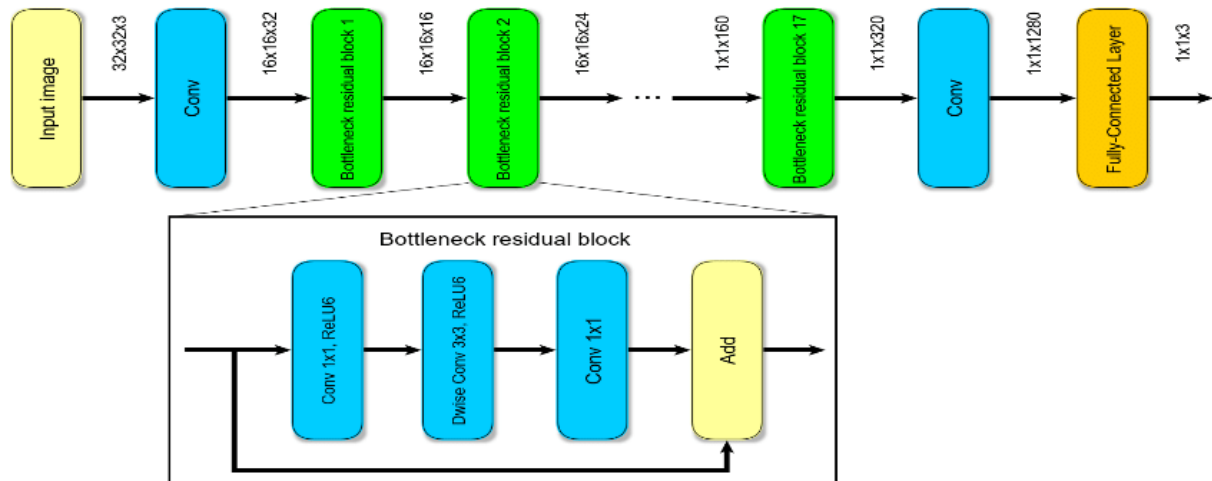 Input image
32x32x3
Conv
16x16x32
Bottleneck residual block 1
16x16x16
Bottleneck residual block 2
16x16x24
...
1x1x160
Bottleneck residual block 17
1x1x320
Conv
1x1x1280
Fully-Connected Layer
1x1x3
Bottleneck residual block
Conv 1x1, ReLU6
Dwise Conv 3x3, ReLU6
Conv 1x1
Add